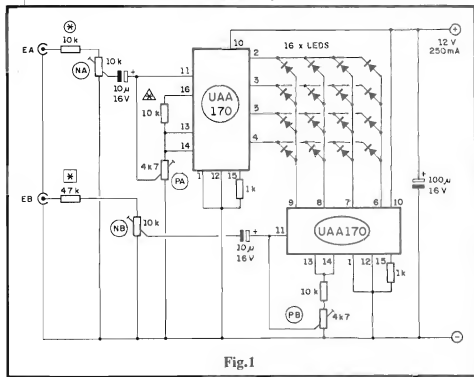 EA
10k
NA
10k
10µ
16V
11
16
10k
13
14
4k7
PA
UAA
170
10
2
3
5
4
1
12
15
1k
16 x LEDS
12 V
250mA
100µ
16 V
EB
47k
NB
10k
10µ
16V
9
8
7
6
10
11
UAA170
13
14
1
12
15
1k
10k
4k7
PB
Fig.1